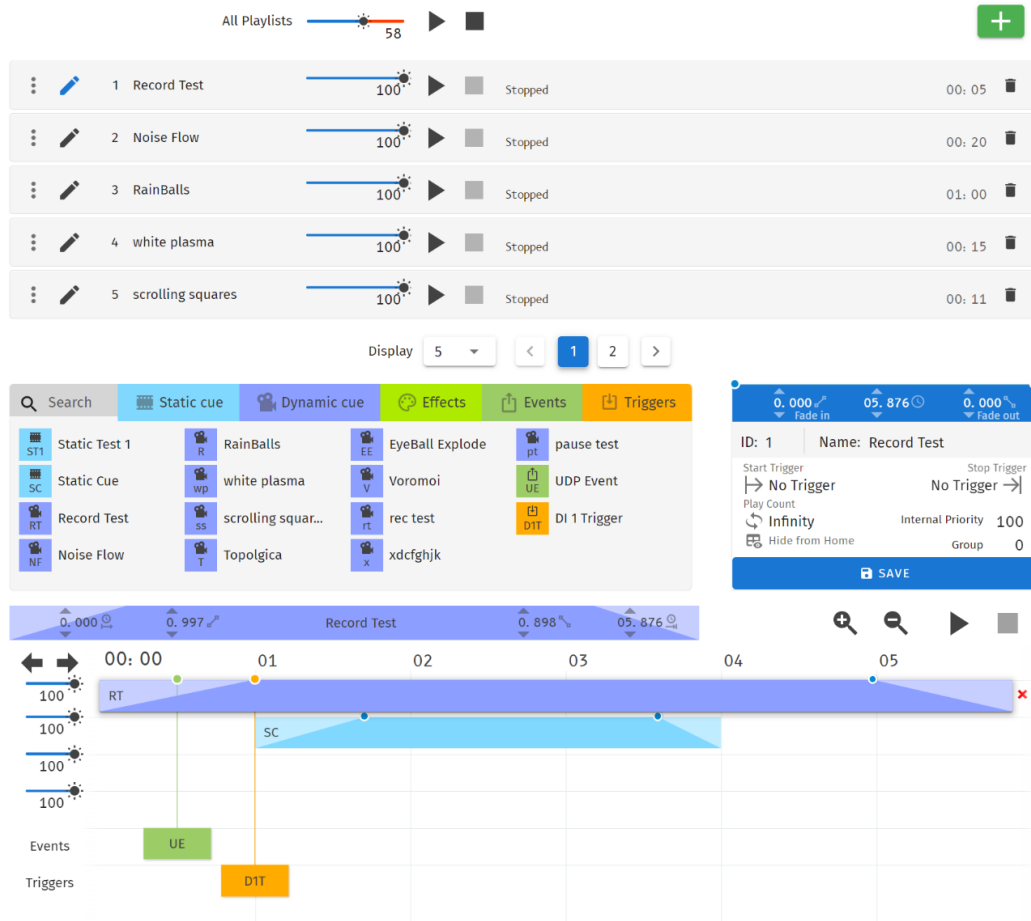 All Playlists 58
1 Record Test 100 Stopped 00: 05
2 Noise Flow 100 Stopped 00: 20
3 RainBalls 100 Stopped 01: 00
4 white plasma 100 Stopped 00: 15
5 scrolling squares 100 Stopped 00: 11
Display 5 1 2
Search Static cue Dynamic cue Effects Events Triggers
ST1 Static Test 1 R RainBalls EE EyeBall Explode pt pause test
SC Static Cue wp white plasma V Voromoi UE UDP Event
RT Record Test ss scrolling squar... rt rec test D1T DI 1 Trigger
NF Noise Flow T Topolgica x xdcfghjk
0. 000 05. 876 0. 000
Fade in Fade out
ID: 1 Name: Record Test
Start Trigger Stop Trigger
No Trigger No Trigger
Play Count
Infinity Internal Priority 100
Hide from Home Group 0
SAVE
0. 000 0. 997 Record Test 0. 898 05. 876
00: 00 01 02 03 04 05
100 RT
100 SC
100
100
Events UE
Triggers D1T